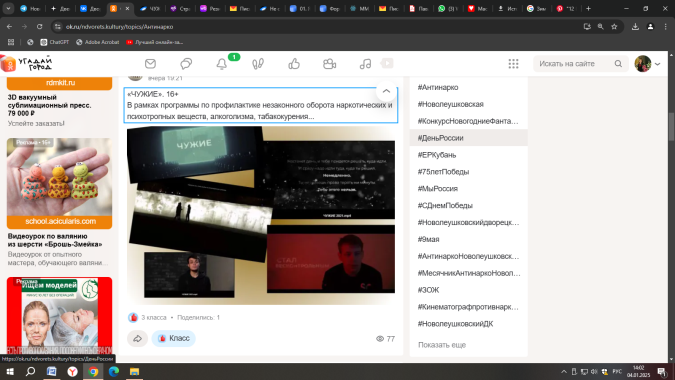 ok.ru/ndvorets.kultury/topics/Антинарко
ChatGPT
Adobe Acrobat
Лучший онлайн-за...
УГАДАЙ
ГОРОД
1
Искать на сайте
rdmkit.ru
3D вакуумный
сублимационный пресс.
79 000 ₽
Успейте заказать!
Реклама • 16+
school.acicularis.com
Видеоурок по валянию
из шерсти «Брошь-Змейка»
Видеоурок от опытного
мастера, обучающего валяни...
Реклама
Ищем моделей
вчера 19:21
«ЧУЖИЕ». 16+
В рамках программы по профилактике незаконного оборота наркотических и
психотропных веществ, алкоголизма, табакокурения...
ЧУЖИЕ
3 класса • Поделились: 1
Класс
77
#Антинарко
#Новолеушковская
#КонкурсНовогодниеФанта...
#ДеньРоссии
#ЕРКубань
#75летПобеды
#МыРоссия
#СДнемПобеды
#Новолеушковскийдворецк...
#9мая
#АнтинаркоНоволеушковск...
#МесячникАнтинаркоНовол...
#ЗОЖ
#Кинематографпротивнарк...
#НоволеушковскийДК
Показать еще
https://ok.ru/ndvorets.kultury/topics/ДеньРоссии
РУС
14:02
04.01.2025